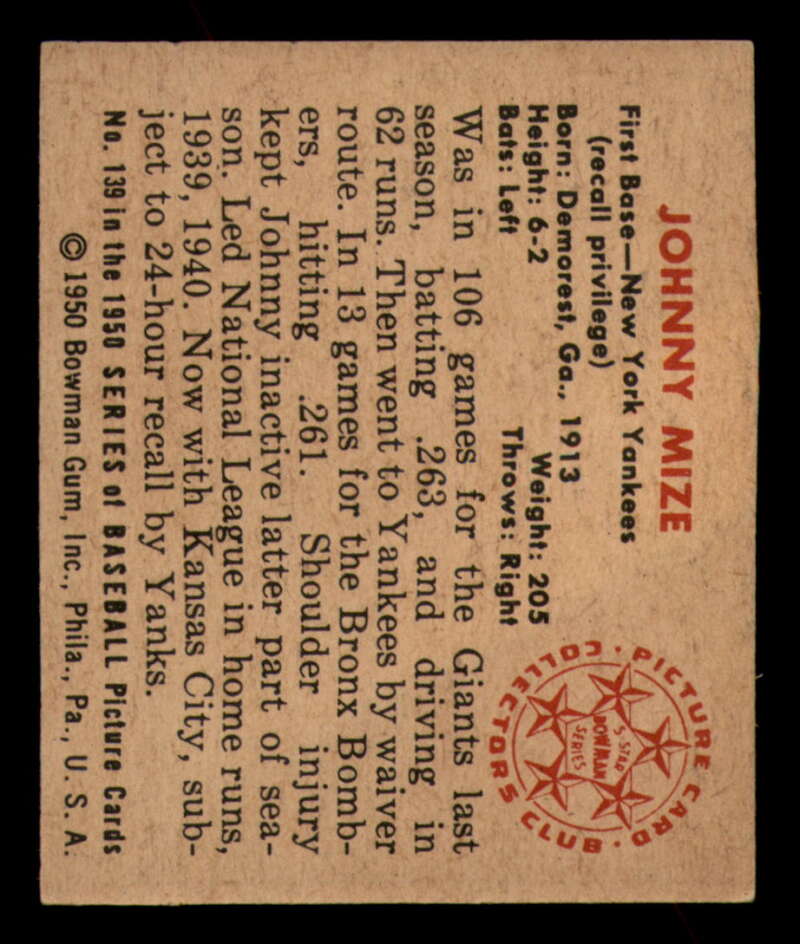 JOHNNY MIZE
First Base—New York Yankees
(recall privilege)
Born: Demorest, Ga., 1913
Height: 6-2 Weight: 205
Bats: Left Throws: Right
Was in 106 games for the Giants last
season, batting .263, and driving in
62 runs. Then went to Yankees by waiver
route. In 13 games for the Bronx Bomb-
ers, hitting .261. Shoulder injury
kept Johnny inactive latter part of sea-
son. Led National League in home runs,
1939, 1940. Now with Kansas City, sub-
ject to 24-hour recall by Yanks.
No. 139 in the 1950 SERIES of BASEBALL Picture Cards
© 1950 Bowman Gum, Inc., Phila., Pa., U. S. A.
PICTURE CARD · COLLECTORS CLUB ·
5-STAR
BOWMAN
SERIES